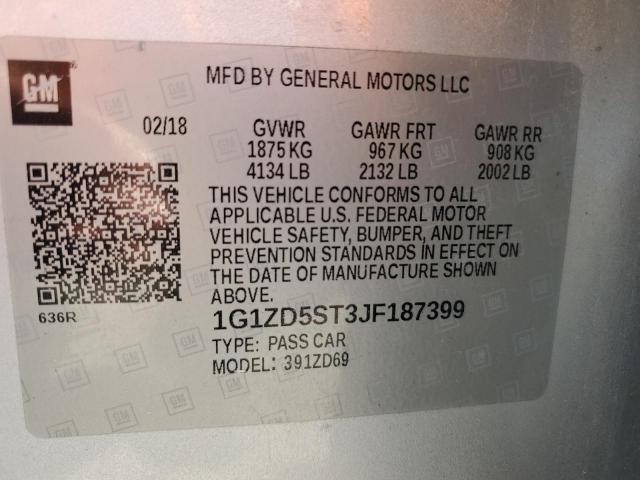 GM
MFD BY GENERAL MOTORS LLC
02/18 GVWR GAWR FRT GAWR RR
1875 KG 967 KG 908 KG
4134 LB 2132 LB 2002 LB
THIS VEHICLE CONFORMS TO ALL
APPLICABLE U.S. FEDERAL MOTOR
VEHICLE SAFETY, BUMPER, AND THEFT
PREVENTION STANDARDS IN EFFECT ON
THE DATE OF MANUFACTURE SHOWN
ABOVE.
636R 1G1ZD5ST3JF187399
TYPE: PASS CAR
MODEL: 391ZD69